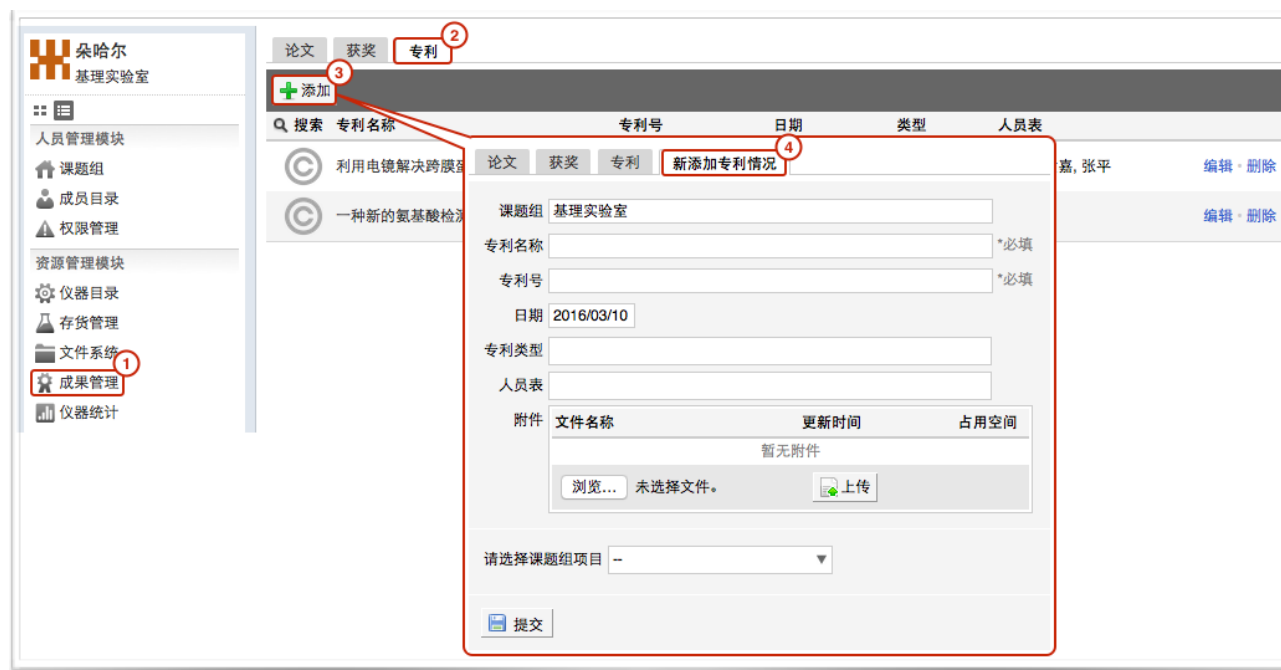 朵哈尔
基理实验室
人员管理模块
课题组
成员目录
权限管理
资源管理模块
仪器目录
存货管理
文件系统
1
成果管理
仪器统计
论文 获奖 专利 2
添加 3
搜索 专利名称 专利号 日期 类型 人员表
利用电镜解决跨膜 嘉, 张平 编辑 删除
一种新的氨基酸检 编辑 删除
论文 获奖 专利 新添加专利情况 4
课题组 基理实验室
专利名称 *必填
专利号 *必填
日期 2016/03/10
专利类型
人员表
附件 文件名称 更新时间 占用空间
暂无附件
浏览... 未选择文件。 上传
请选择课题组项目 --
提交